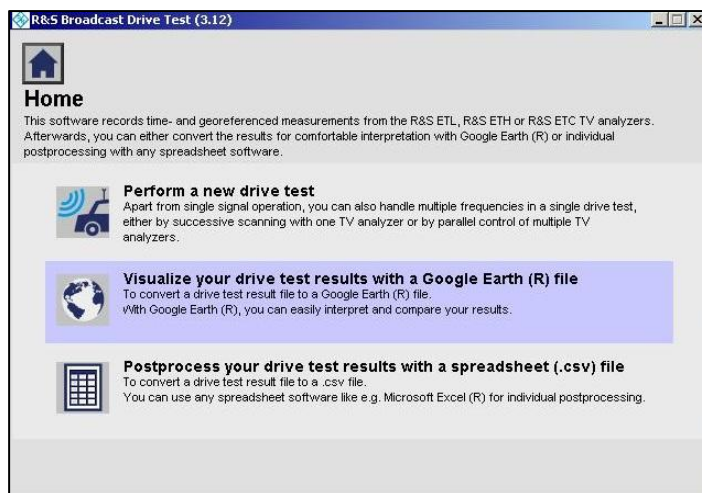 R&S Broadcast Drive Test (3.12)
Home
This software records time- and georeferenced measurements from the R&S ETL, R&S ETH or R&S ETC TV analyzers.
Afterwards, you can either convert the results for comfortable interpretation with Google Earth (R) or individual
postprocessing with any spreadsheet software.
Perform a new drive test
Apart from single signal operation, you can also handle multiple frequencies in a single drive test,
either by successive scanning with one TV analyzer or by parallel control of multiple TV
analyzers.
Visualize your drive test results with a Google Earth (R) file
To convert a drive test result file to a Google Earth (R) file.
With Google Earth (R), you can easily interpret and compare your results.
Postprocess your drive test results with a spreadsheet (.csv) file
To convert a drive test result file to a .csv file.
You can use any spreadsheet software like e.g. Microsoft Excel (R) for individual postprocessing.